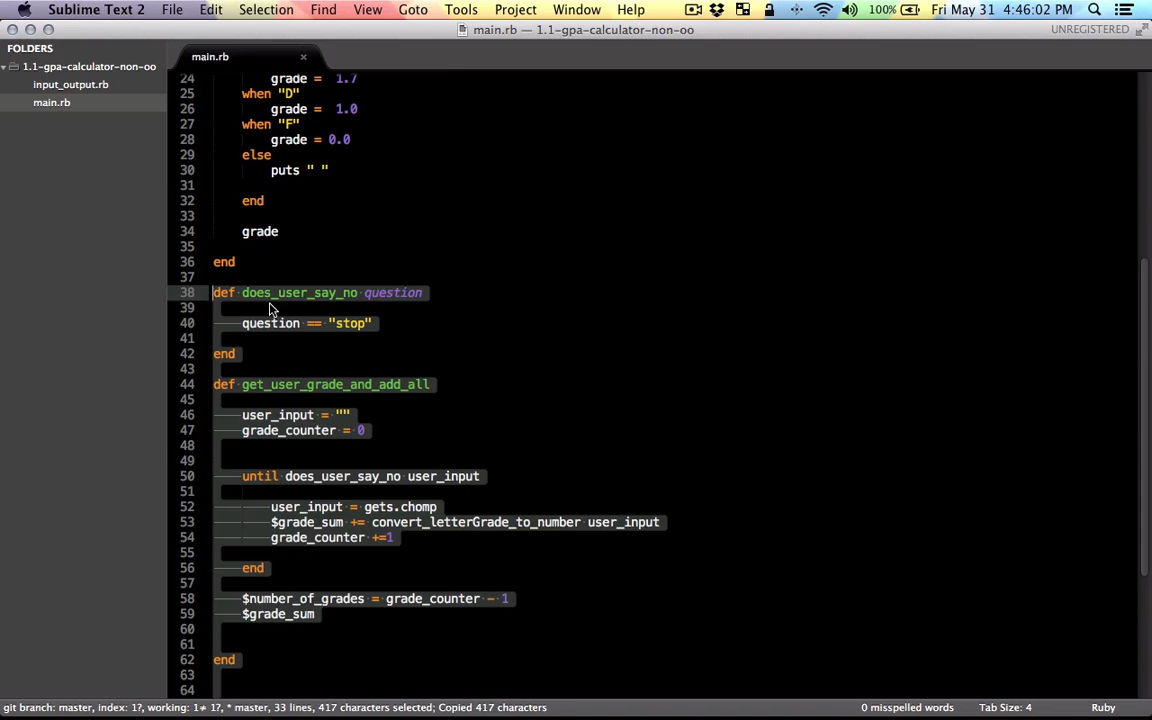 Sublime Text 2 File Edit Selection Find View Goto Tools Project Window Help 100% Fri May 31 4:46:02 PM
main.rb — 1.1-gpa-calculator-non-oo UNREGISTERED
FOLDERS
1.1-gpa-calculator-non-oo
input_output.rb
main.rb
main.rb ×
24 grade = 1.7
25 when "D"
26 grade = 1.0
27 when "F"
28 grade = 0.0
29 else
30 puts " "
31
32 end
33
34 grade
35
36 end
37
38 def does_user_say_no question
39
40 question == "stop"
41
42 end
43
44 def get_user_grade_and_add_all
45
46 user_input = ""
47 grade_counter = 0
48
49
50 until does_user_say_no user_input
51
52 user_input = gets.chomp
53 $grade_sum += convert_letterGrade_to_number user_input
54 grade_counter +=1
55
56 end
57
58 $number_of_grades = grade_counter - 1
59 $grade_sum
60
61
62 end
63
64
git branch: master, index: 1?, working: 1≠ 1?, * master, 33 lines, 417 characters selected; Copied 417 characters 0 misspelled words Tab Size: 4 Ruby